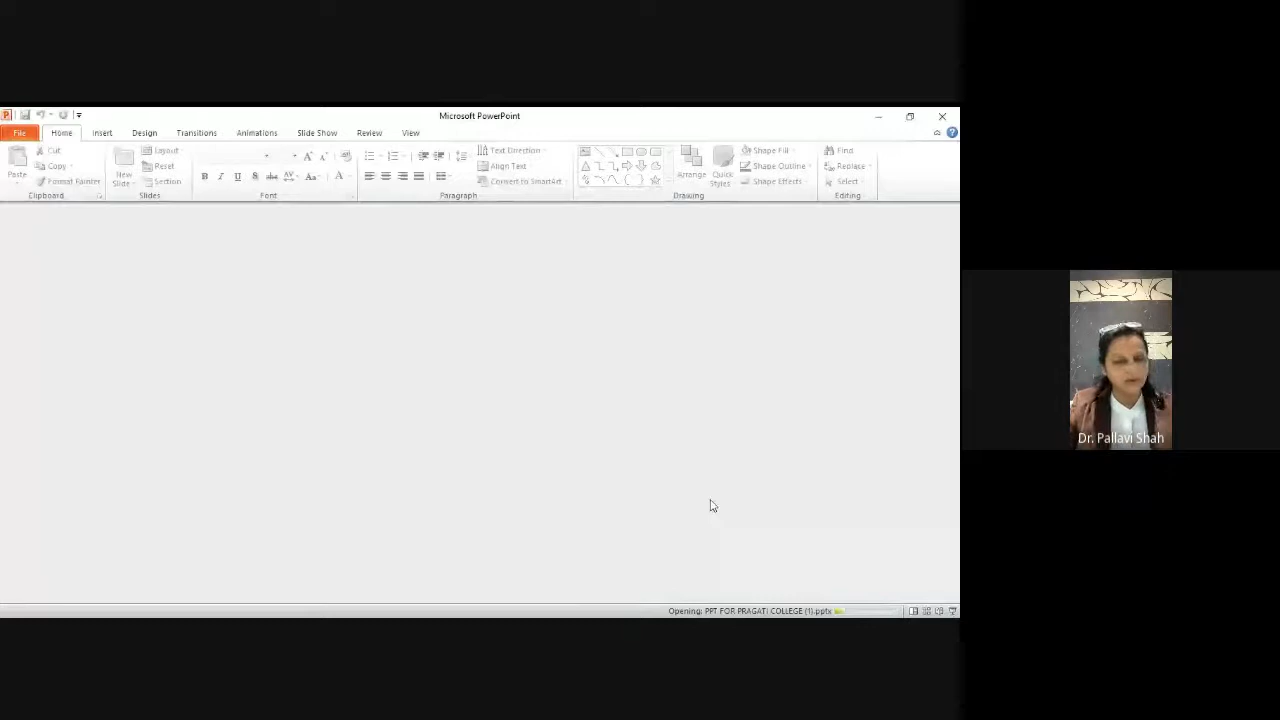 Microsoft PowerPoint
File Home Insert Design Transitions Animations Slide Show Review View
Paste
Cut
Copy
Format Painter
Clipboard
New Slide
Layout
Reset
Section
Slides
B I U S abc AV Aa A
Font
Text Direction
Align Text
Convert to SmartArt
Paragraph
Arrange
Quick Styles
Shape Fill
Shape Outline
Shape Effects
Drawing
Find
Replace
Select
Editing
Dr. Pallavi Shah
Opening: PPT FOR PRAGATI COLLEGE (1).pptx